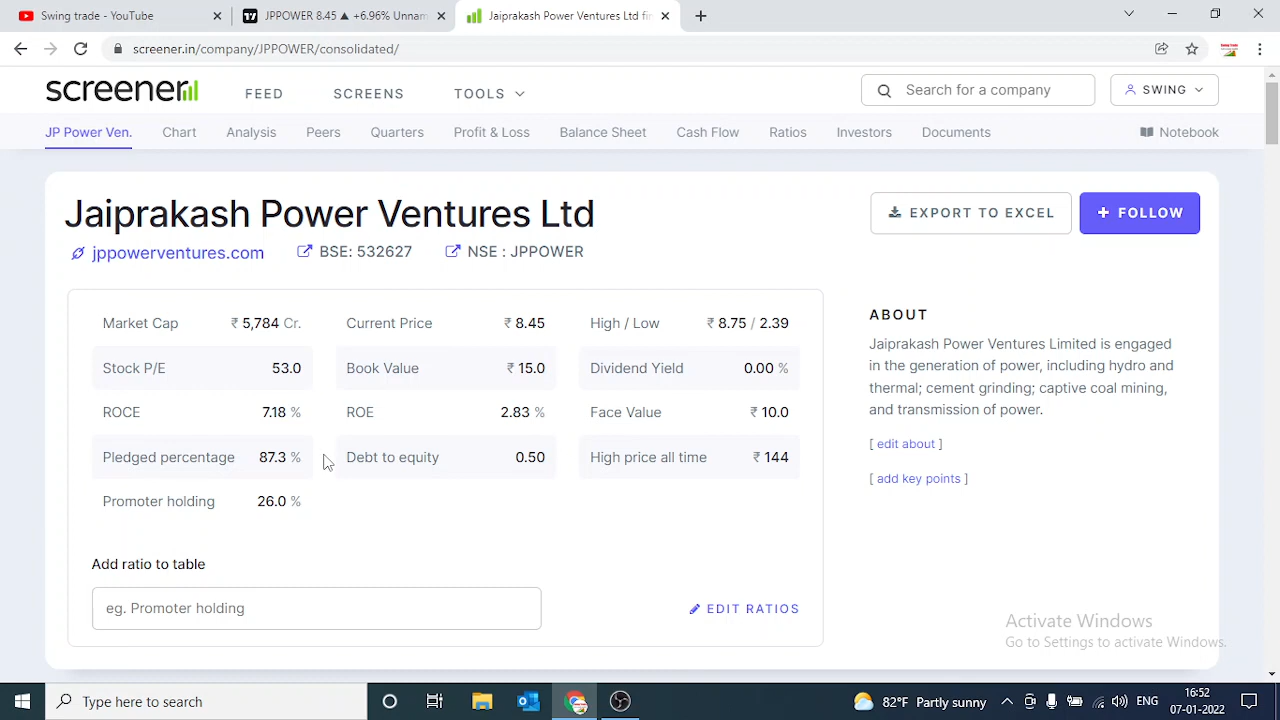 Swing trade - YouTube
JPPOWER 8.45 ▲ +6.96% Unnam
Jaiprakash Power Ventures Ltd fin
screener.in/company/JPPOWER/consolidated/
screener
FEED SCREENS TOOLS
Search for a company
SWING
JP Power Ven. Chart Analysis Peers Quarters Profit & Loss Balance Sheet Cash Flow Ratios Investors Documents Notebook
Jaiprakash Power Ventures Ltd
EXPORT TO EXCEL
+ FOLLOW
jppowerventures.com BSE: 532627 NSE : JPPOWER
Market Cap ₹ 5,784 Cr. Current Price ₹ 8.45 High / Low ₹ 8.75 / 2.39
Stock P/E 53.0 Book Value ₹ 15.0 Dividend Yield 0.00 %
ROCE 7.18 % ROE 2.83 % Face Value ₹ 10.0
Pledged percentage 87.3 % Debt to equity 0.50 High price all time ₹ 144
Promoter holding 26.0 %
Add ratio to table
eg. Promoter holding
EDIT RATIOS
ABOUT
Jaiprakash Power Ventures Limited is engaged
in the generation of power, including hydro and
thermal; cement grinding; captive coal mining,
and transmission of power.
[ edit about ]
[ add key points ]
Activate Windows
Go to Settings to activate Windows.
Type here to search
82°F Partly sunny
ENG
16:52
07-01-2022